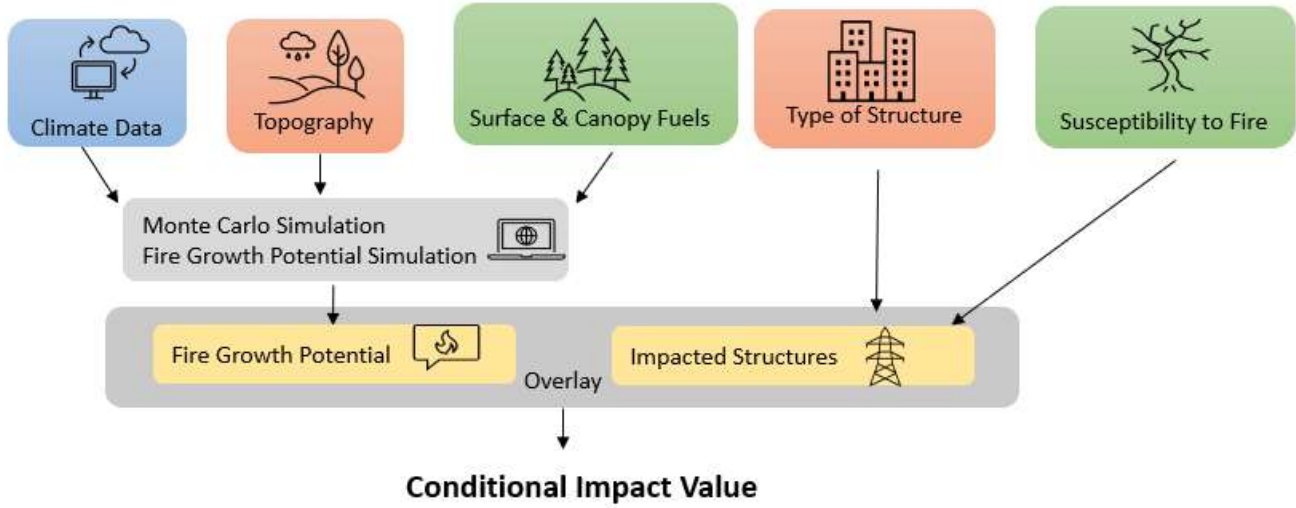 Climate Data
Topography
Surface & Canopy Fuels
Type of Structure
Susceptibility to Fire
Monte Carlo Simulation
Fire Growth Potential Simulation
Fire Growth Potential
Impacted Structures
Overlay
Conditional Impact Value